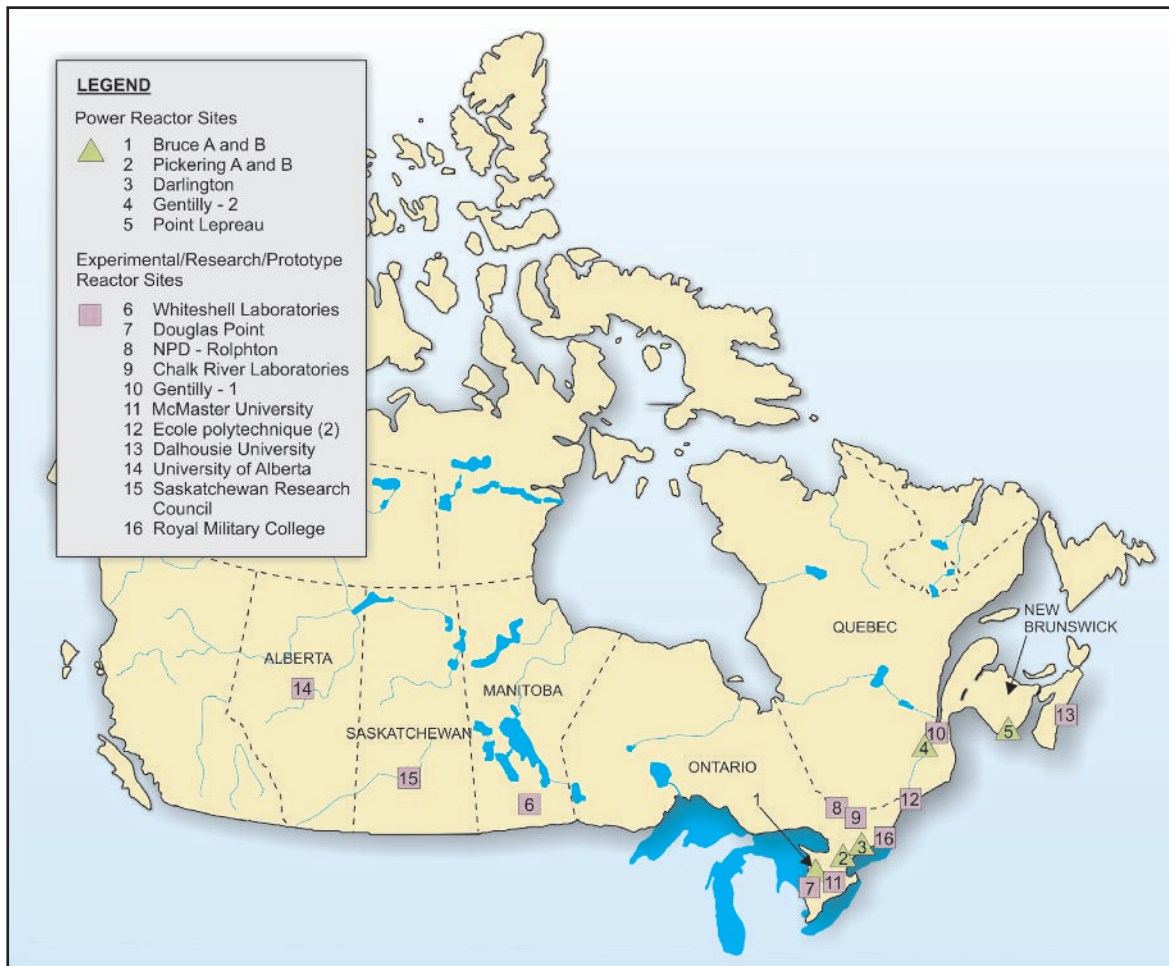 LEGEND
Power Reactor Sites
1 Bruce A and B
2 Pickering A and B
3 Darlington
4 Gentilly - 2
5 Point Lepreau
Experimental/Research/Prototype
Reactor Sites
6 Whiteshell Laboratories
7 Douglas Point
8 NPD - Rolphton
9 Chalk River Laboratories
10 Gentilly - 1
11 McMaster University
12 Ecole polytechnique (2)
13 Dalhousie University
14 University of Alberta
15 Saskatchewan Research
Council
16 Royal Military College
NEW
BRUNSWICK
QUEBEC
ALBERTA
14
MANITOBA
13
SASKATCHEWAN
10
5
4
ONTARIO
15
1
6
12
8
9
16
3
2
11
7